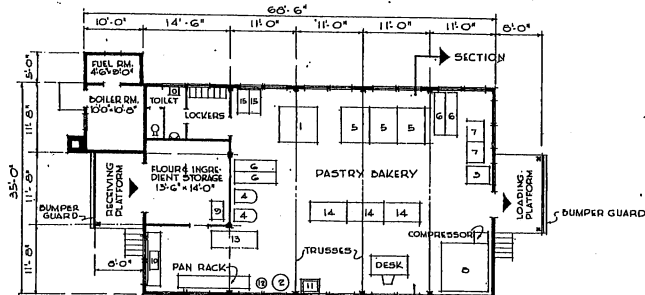 68'-6"
10'-0" 14'-6" 11'-0" 11'-0" 11'-0" 11'-0" 8'-0"
SECTION
5'-0"
FUEL RM.
4'-6"x9'-0"
BOILER RM.
10'-0"x10'-8"
TOILET
LOCKERS
10
15 15
1
5 5 5
6 6
7
7
3
11'-8"
35'-0"
11'-8"
11'-8"
RECEIVING
PLATFORM
FLOUR & INGRE-
DIENT STORAGE
13'-6"x14'-0"
9
6
6
4
4
PASTRY BAKERY
14 14 14
LOADING-
PLATFORM
BUMPER
GUARD
BUMPER GUARD
COMPRESSOR
13
8'-0"
10
PAN RACK
12 2 11
TRUSSES
DESK
8